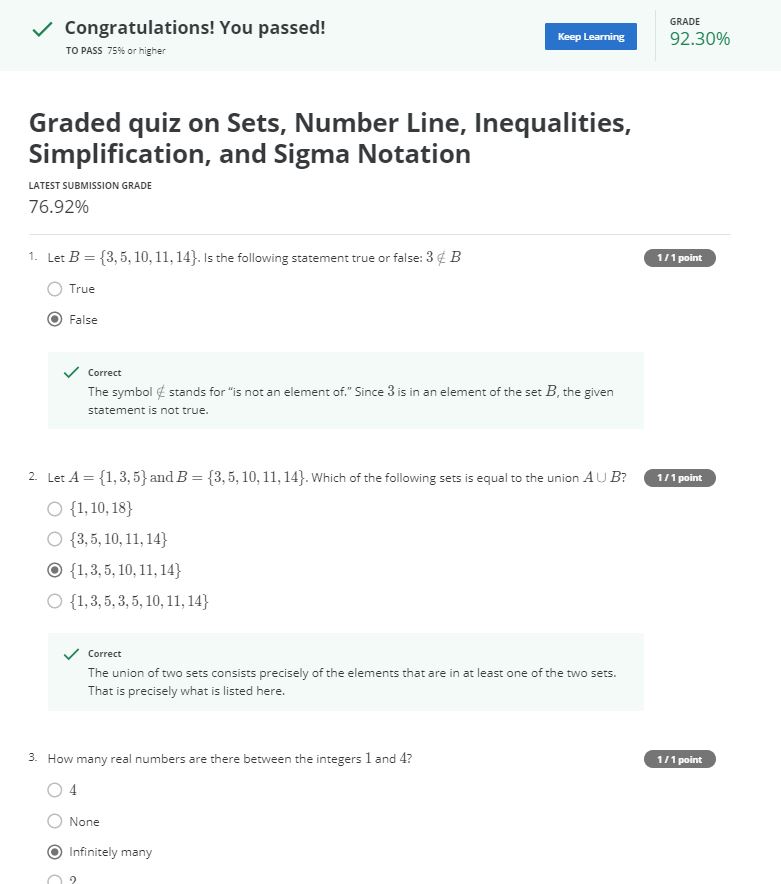 Congratulations! You passed!
TO PASS 75% or higher
Keep Learning
GRADE
92.30%
Graded quiz on Sets, Number Line, Inequalities,
Simplification, and Sigma Notation
LATEST SUBMISSION GRADE
76.92%
1. Let B = {3, 5, 10, 11, 14}. Is the following statement true or false: 3 ∉ B
1 / 1 point
True
False
Correct
The symbol ∉ stands for “is not an element of.” Since 3 is in an element of the set B, the given
statement is not true.
2. Let A = {1, 3, 5} and B = {3, 5, 10, 11, 14}. Which of the following sets is equal to the union A ∪ B?
1 / 1 point
{1, 10, 18}
{3, 5, 10, 11, 14}
{1, 3, 5, 10, 11, 14}
{1, 3, 5, 3, 5, 10, 11, 14}
Correct
The union of two sets consists precisely of the elements that are in at least one of the two sets.
That is precisely what is listed here.
3. How many real numbers are there between the integers 1 and 4?
1 / 1 point
4
None
Infinitely many